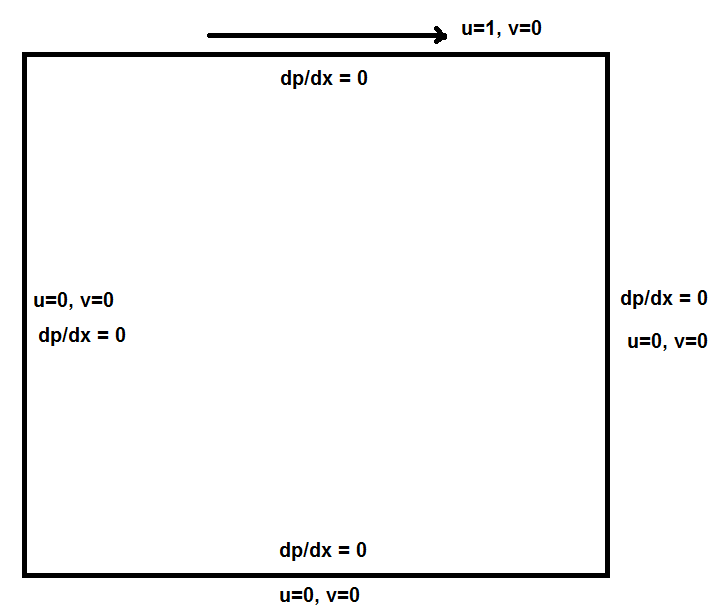 u=1, v=0
dp/dx = 0
u=0, v=0
dp/dx = 0
dp/dx = 0
u=0, v=0
dp/dx = 0
u=0, v=0